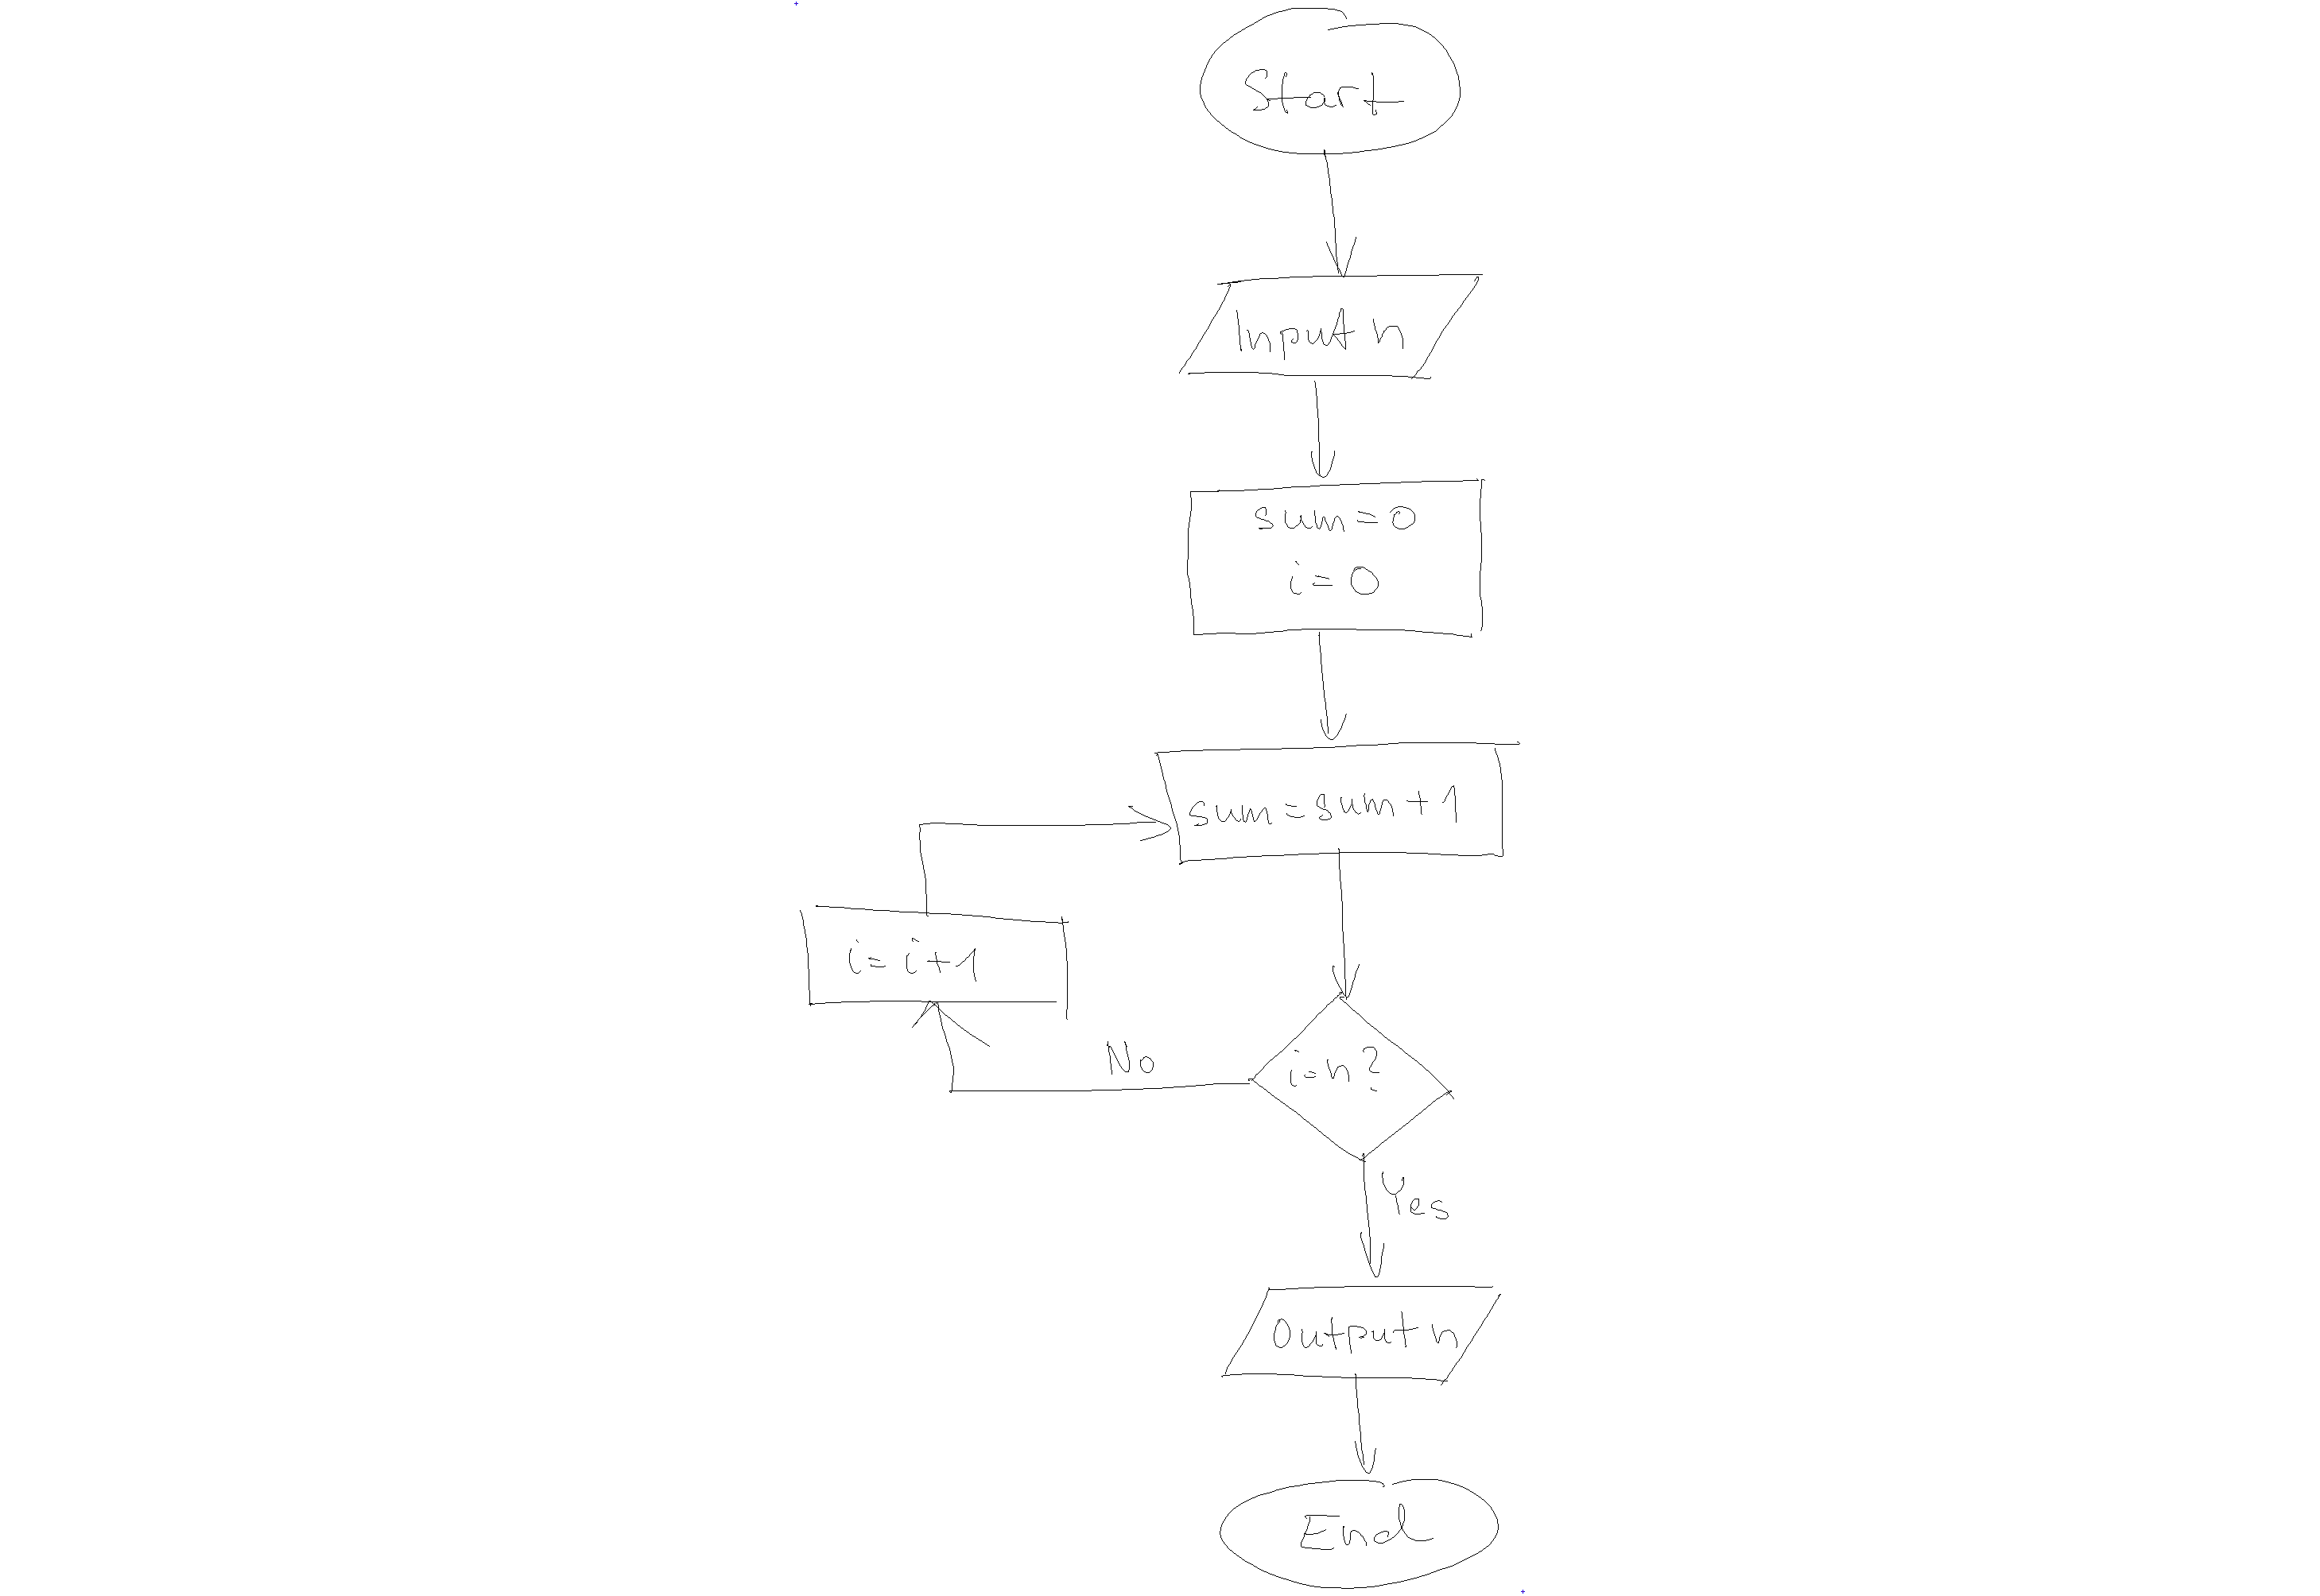 Start
Input n
sum=0
i=0
sum=sum+1
i=i+1
No
i=n?
Yes
Output n
End